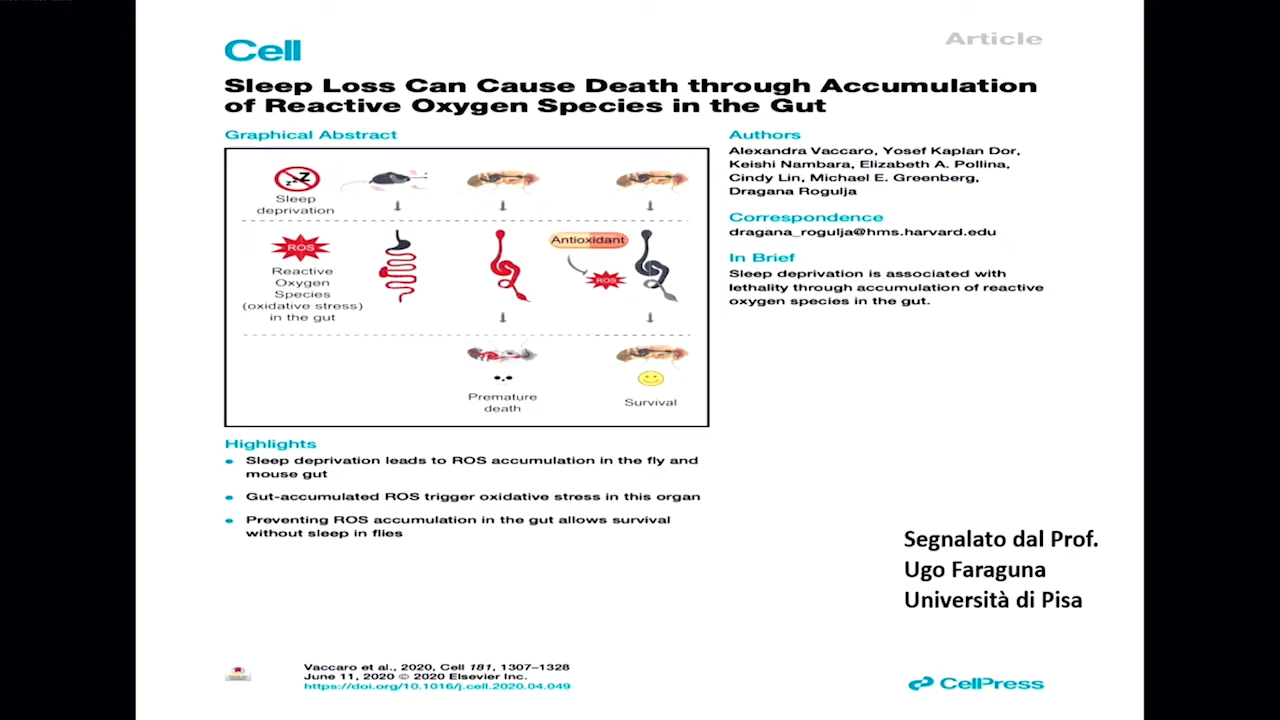 Cell
Article
Sleep Loss Can Cause Death through Accumulation
of Reactive Oxygen Species in the Gut
Graphical Abstract
Sleep
deprivation
ROS
Reactive
Oxygen
Species
(oxidative stress)
in the gut
Antioxidant
ROS
Premature
death
Survival
Authors
Alexandra Vaccaro, Yosef Kaplan Dor,
Keishi Nambara, Elizabeth A. Pollina,
Cindy Lin, Michael E. Greenberg,
Dragana Rogulja
Correspondence
dragana_rogulja@hms.harvard.edu
In Brief
Sleep deprivation is associated with
lethality through accumulation of reactive
oxygen species in the gut.
Highlights
• Sleep deprivation leads to ROS accumulation in the fly and
mouse gut
• Gut-accumulated ROS trigger oxidative stress in this organ
• Preventing ROS accumulation in the gut allows survival
without sleep in flies
Segnalato dal Prof.
Ugo Faraguna
Università di Pisa
Vaccaro et al., 2020, Cell 181, 1307–1328
June 11, 2020 © 2020 Elsevier Inc.
https://doi.org/10.1016/j.cell.2020.04.049
CellPress